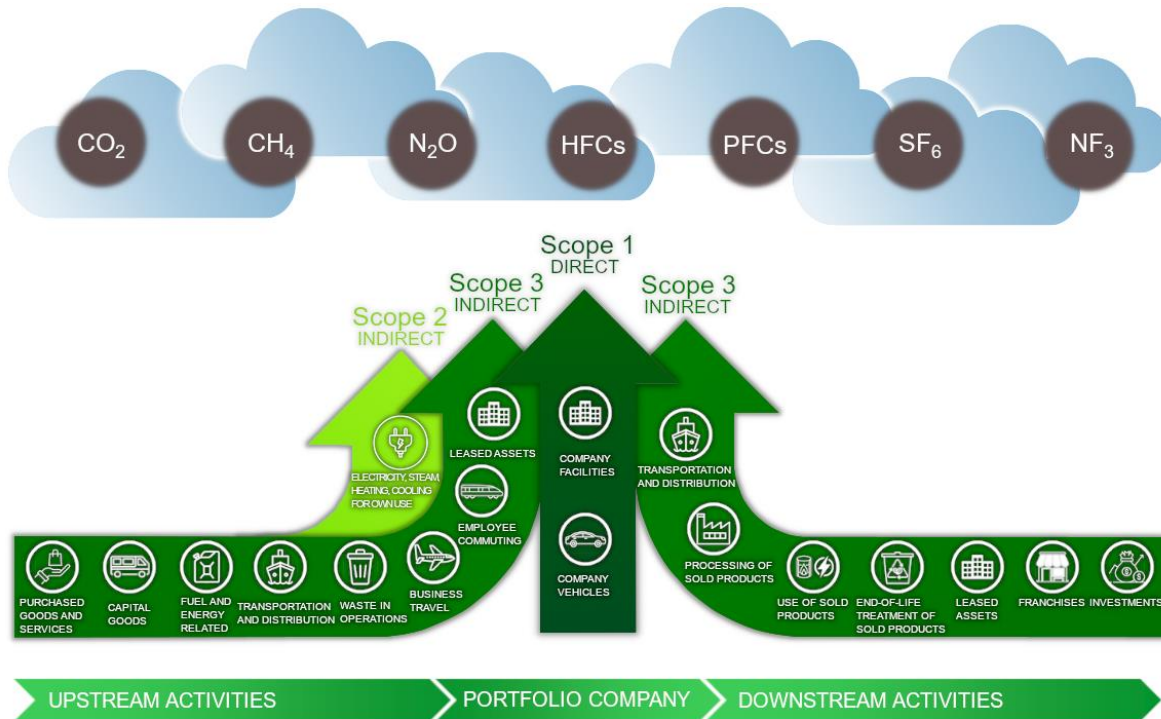 CO₂
CH₄
N₂O
HFCs
PFCs
SF₆
NF₃
Scope 1
DIRECT
Scope 3
INDIRECT
Scope 3
INDIRECT
Scope 2
INDIRECT
ELECTRICITY, STEAM,
HEATING, COOLING
FOR OWN USE
LEASED ASSETS
EMPLOYEE
COMMUTING
BUSINESS
TRAVEL
COMPANY
FACILITIES
COMPANY
VEHICLES
TRANSPORTATION
AND DISTRIBUTION
PROCESSING OF
SOLD PRODUCTS
PURCHASED
GOODS AND
SERVICES
CAPITAL
GOODS
FUEL AND
ENERGY
RELATED
TRANSPORTATION
AND DISTRIBUTION
WASTE IN
OPERATIONS
USE OF SOLD
PRODUCTS
END-OF-LIFE
TREATMENT OF
SOLD PRODUCTS
LEASED
ASSETS
FRANCHISES
INVESTMENTS
UPSTREAM ACTIVITIES
PORTFOLIO COMPANY
DOWNSTREAM ACTIVITIES